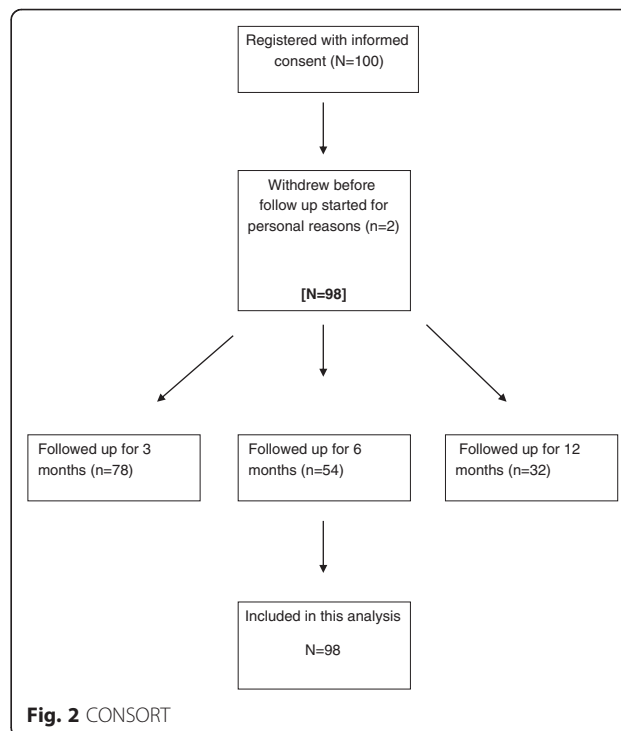 Registered with informed
consent (N=100)
Withdrew before
follow up started for
personal reasons (n=2)
[N=98]
Followed up for 3
months (n=78)
Followed up for 6
months (n=54)
Followed up for 12
months (n=32)
Included in this analysis
N=98
Fig. 2 CONSORT